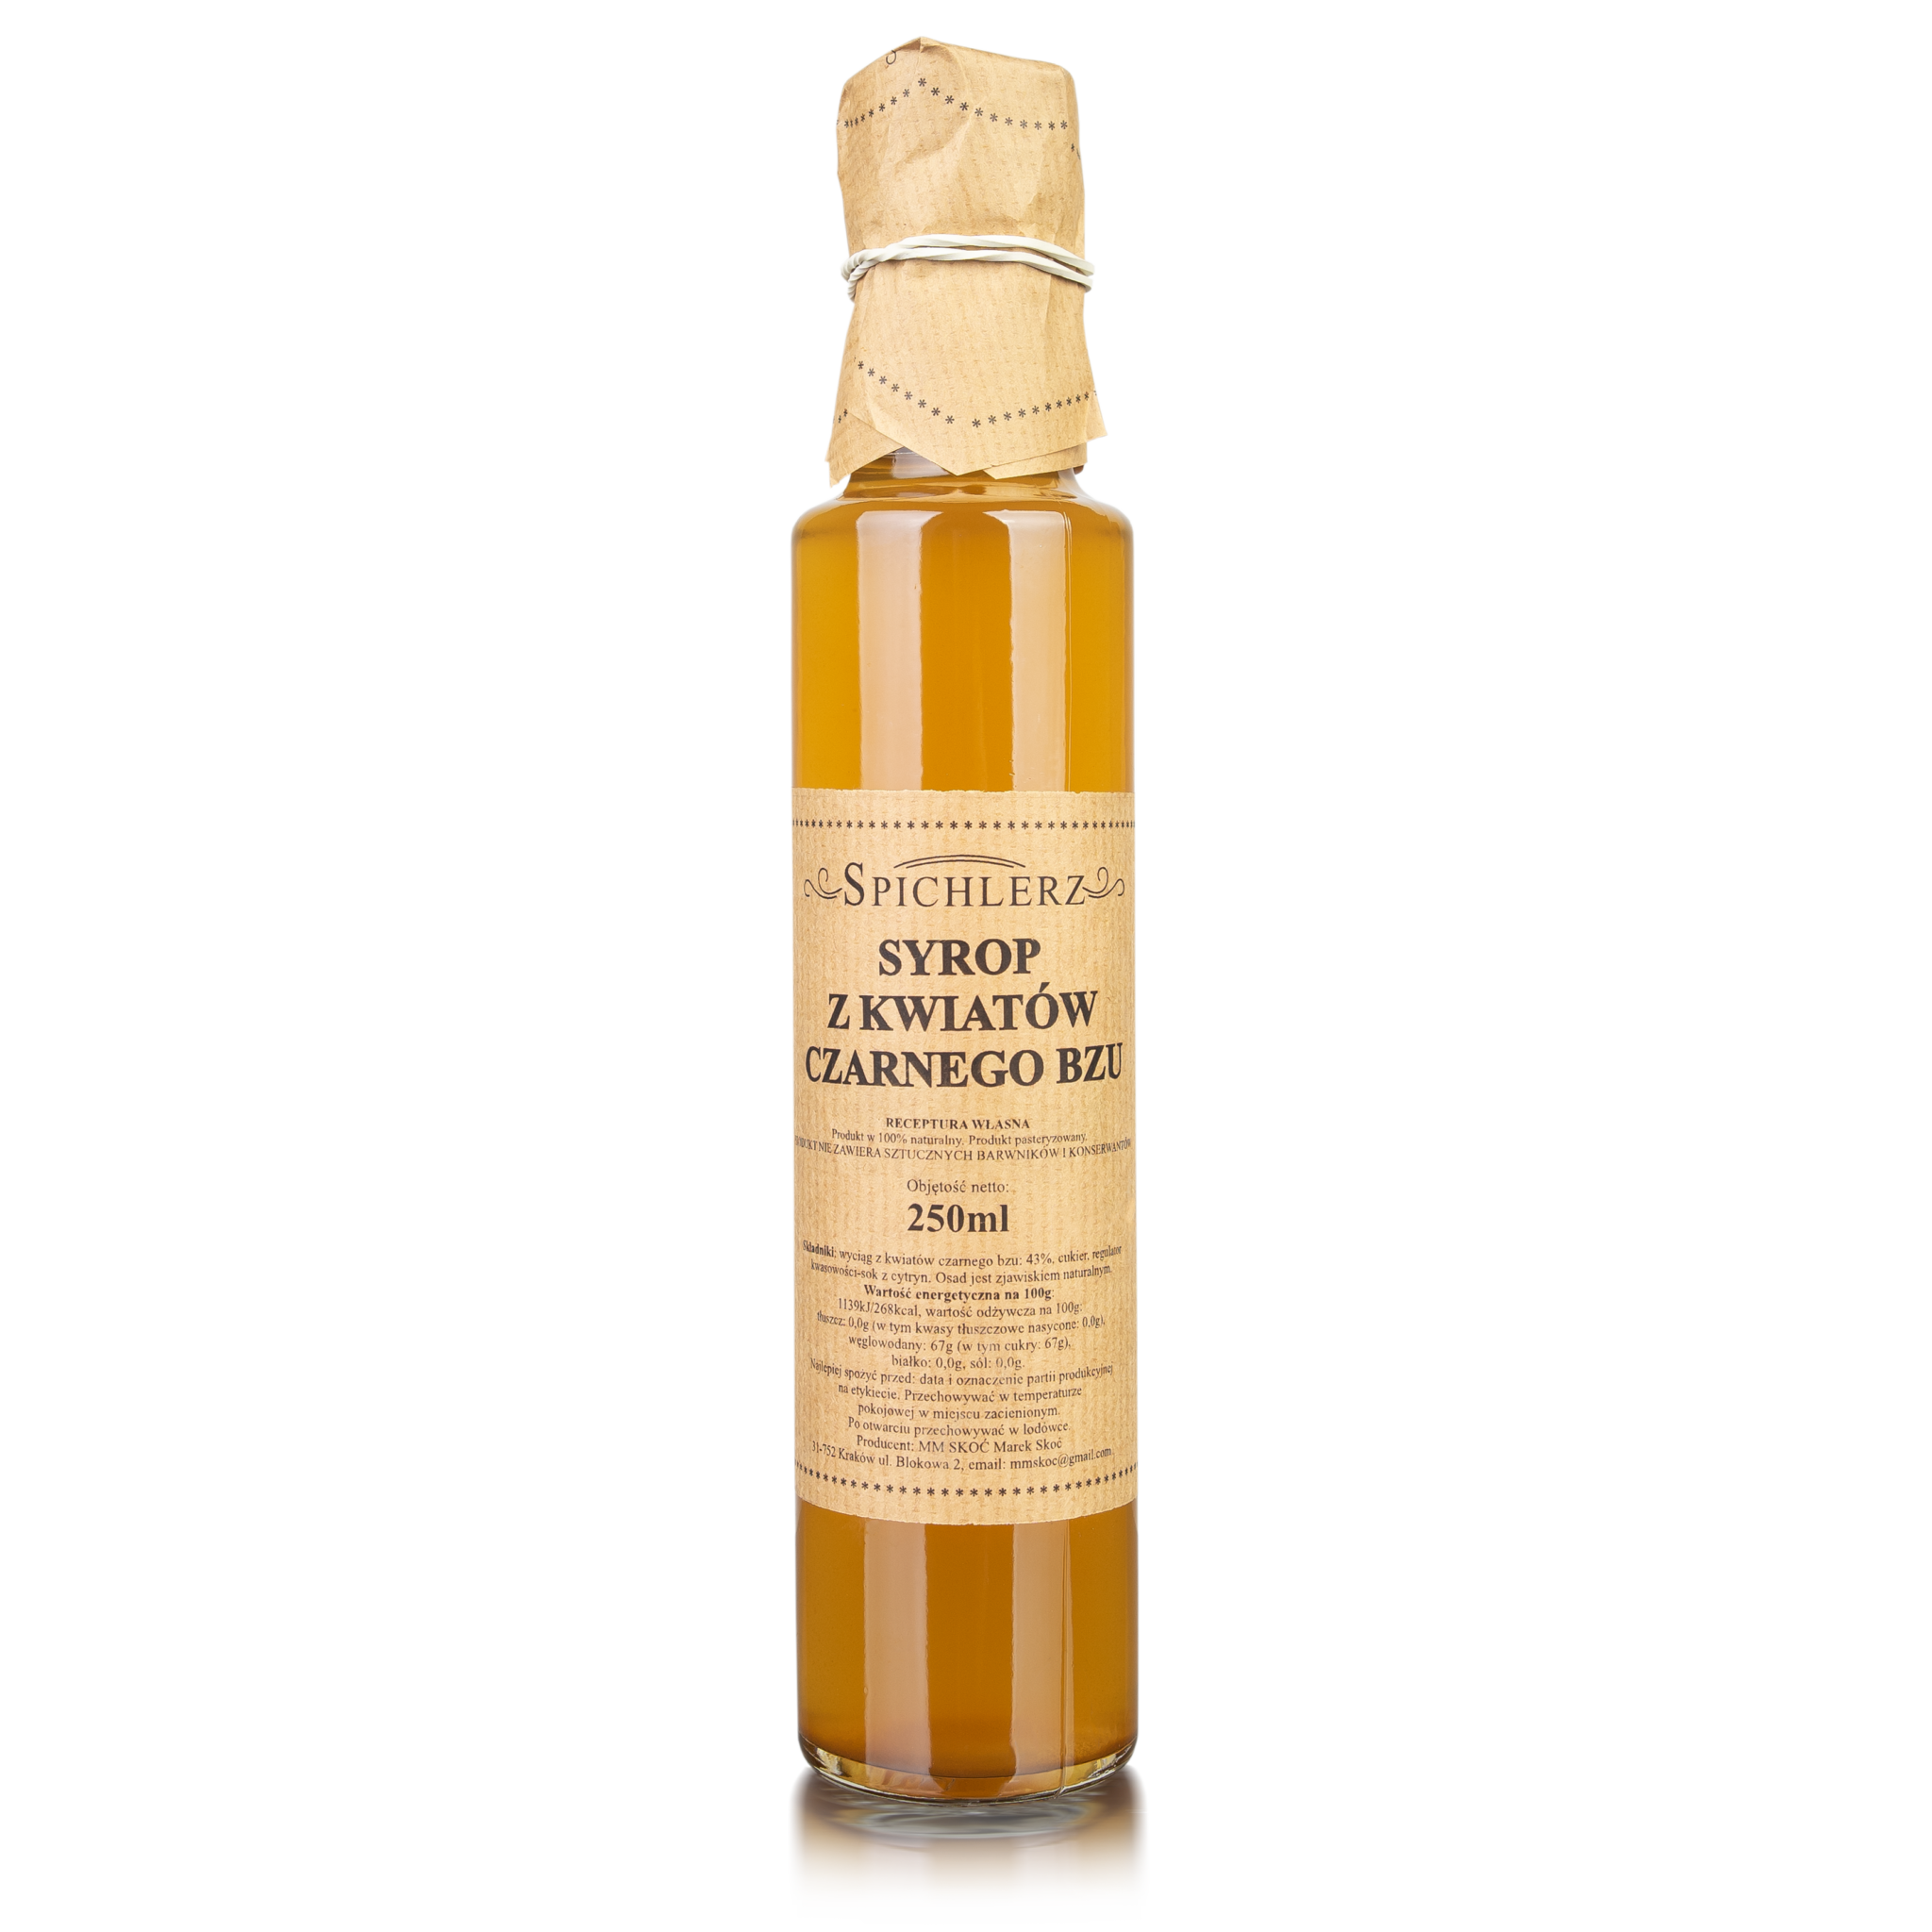 SPICHLERZ
SYROP
Z KWIATÓW
CZARNEGO BZU
RECEPTURA WŁASNA
Produkt w 100% naturalny. Produkt pasteryzowany.
NIE ZAWIERA SZTUCZNYCH BARWNIKÓW I KONSERWANTÓW
Objętość netto:
250ml
Składniki: wyciąg z kwiatów czarnego bzu: 43%, cukier, regulator
kwasowości-sok z cytryn. Osad jest zjawiskiem naturalnym.
Wartość energetyczna na 100g:
1139kJ/268kcal, wartość odżywcza na 100g:
tłuszcz: 0,0g (w tym kwasy tłuszczowe nasycone: 0,0g),
węglowodany: 67g (w tym cukry: 67g),
białko: 0,0g, sól: 0,0g.
Najlepiej spożyć przed: data i oznaczenie partii produkcyjnej
na etykiecie. Przechowywać w temperaturze
pokojowej w miejscu zacienionym.
Po otwarciu przechowywać w lodówce.
Producent: MM SKOĆ Marek Skoć
31-752 Kraków ul. Blokowa 2, email: mmskoc@gmail.com